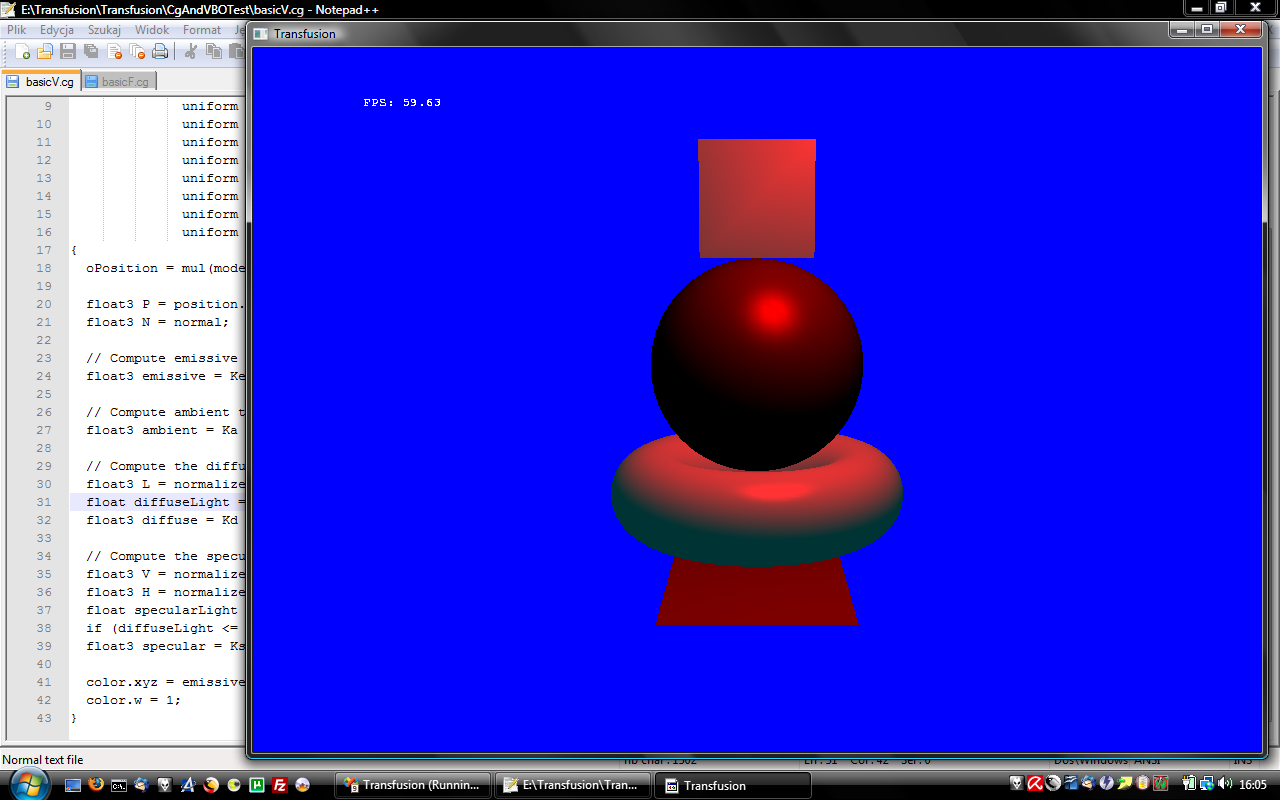 E:\Transfusion\Transfusion\CgAndVBOTest\basicV.cg - Notepad++
Plik Edycja Szukaj Widok Format
Transfusion
basicV.cg basicF.cg
FPS: 59.63
9 uniform
10 uniform
11 uniform
12 uniform
13 uniform
14 uniform
15 uniform
16 uniform
17 {
18 oPosition = mul(mode
19
20 float3 P = position.
21 float3 N = normal;
22
23 // Compute emissive
24 float3 emissive = Ke
25
26 // Compute ambient t
27 float3 ambient = Ka
28
29 // Compute the diffu
30 float3 L = normalize
31 float diffuseLight =
32 float3 diffuse = Kd
33
34 // Compute the specu
35 float3 V = normalize
36 float3 H = normalize
37 float specularLight
38 if (diffuseLight <=
39 float3 specular = Ks
40
41 color.xyz = emissive
42 color.w = 1;
43 }
Normal text file
Transfusion (Runnin... E:\Transfusion\Tran... Transfusion 16:05